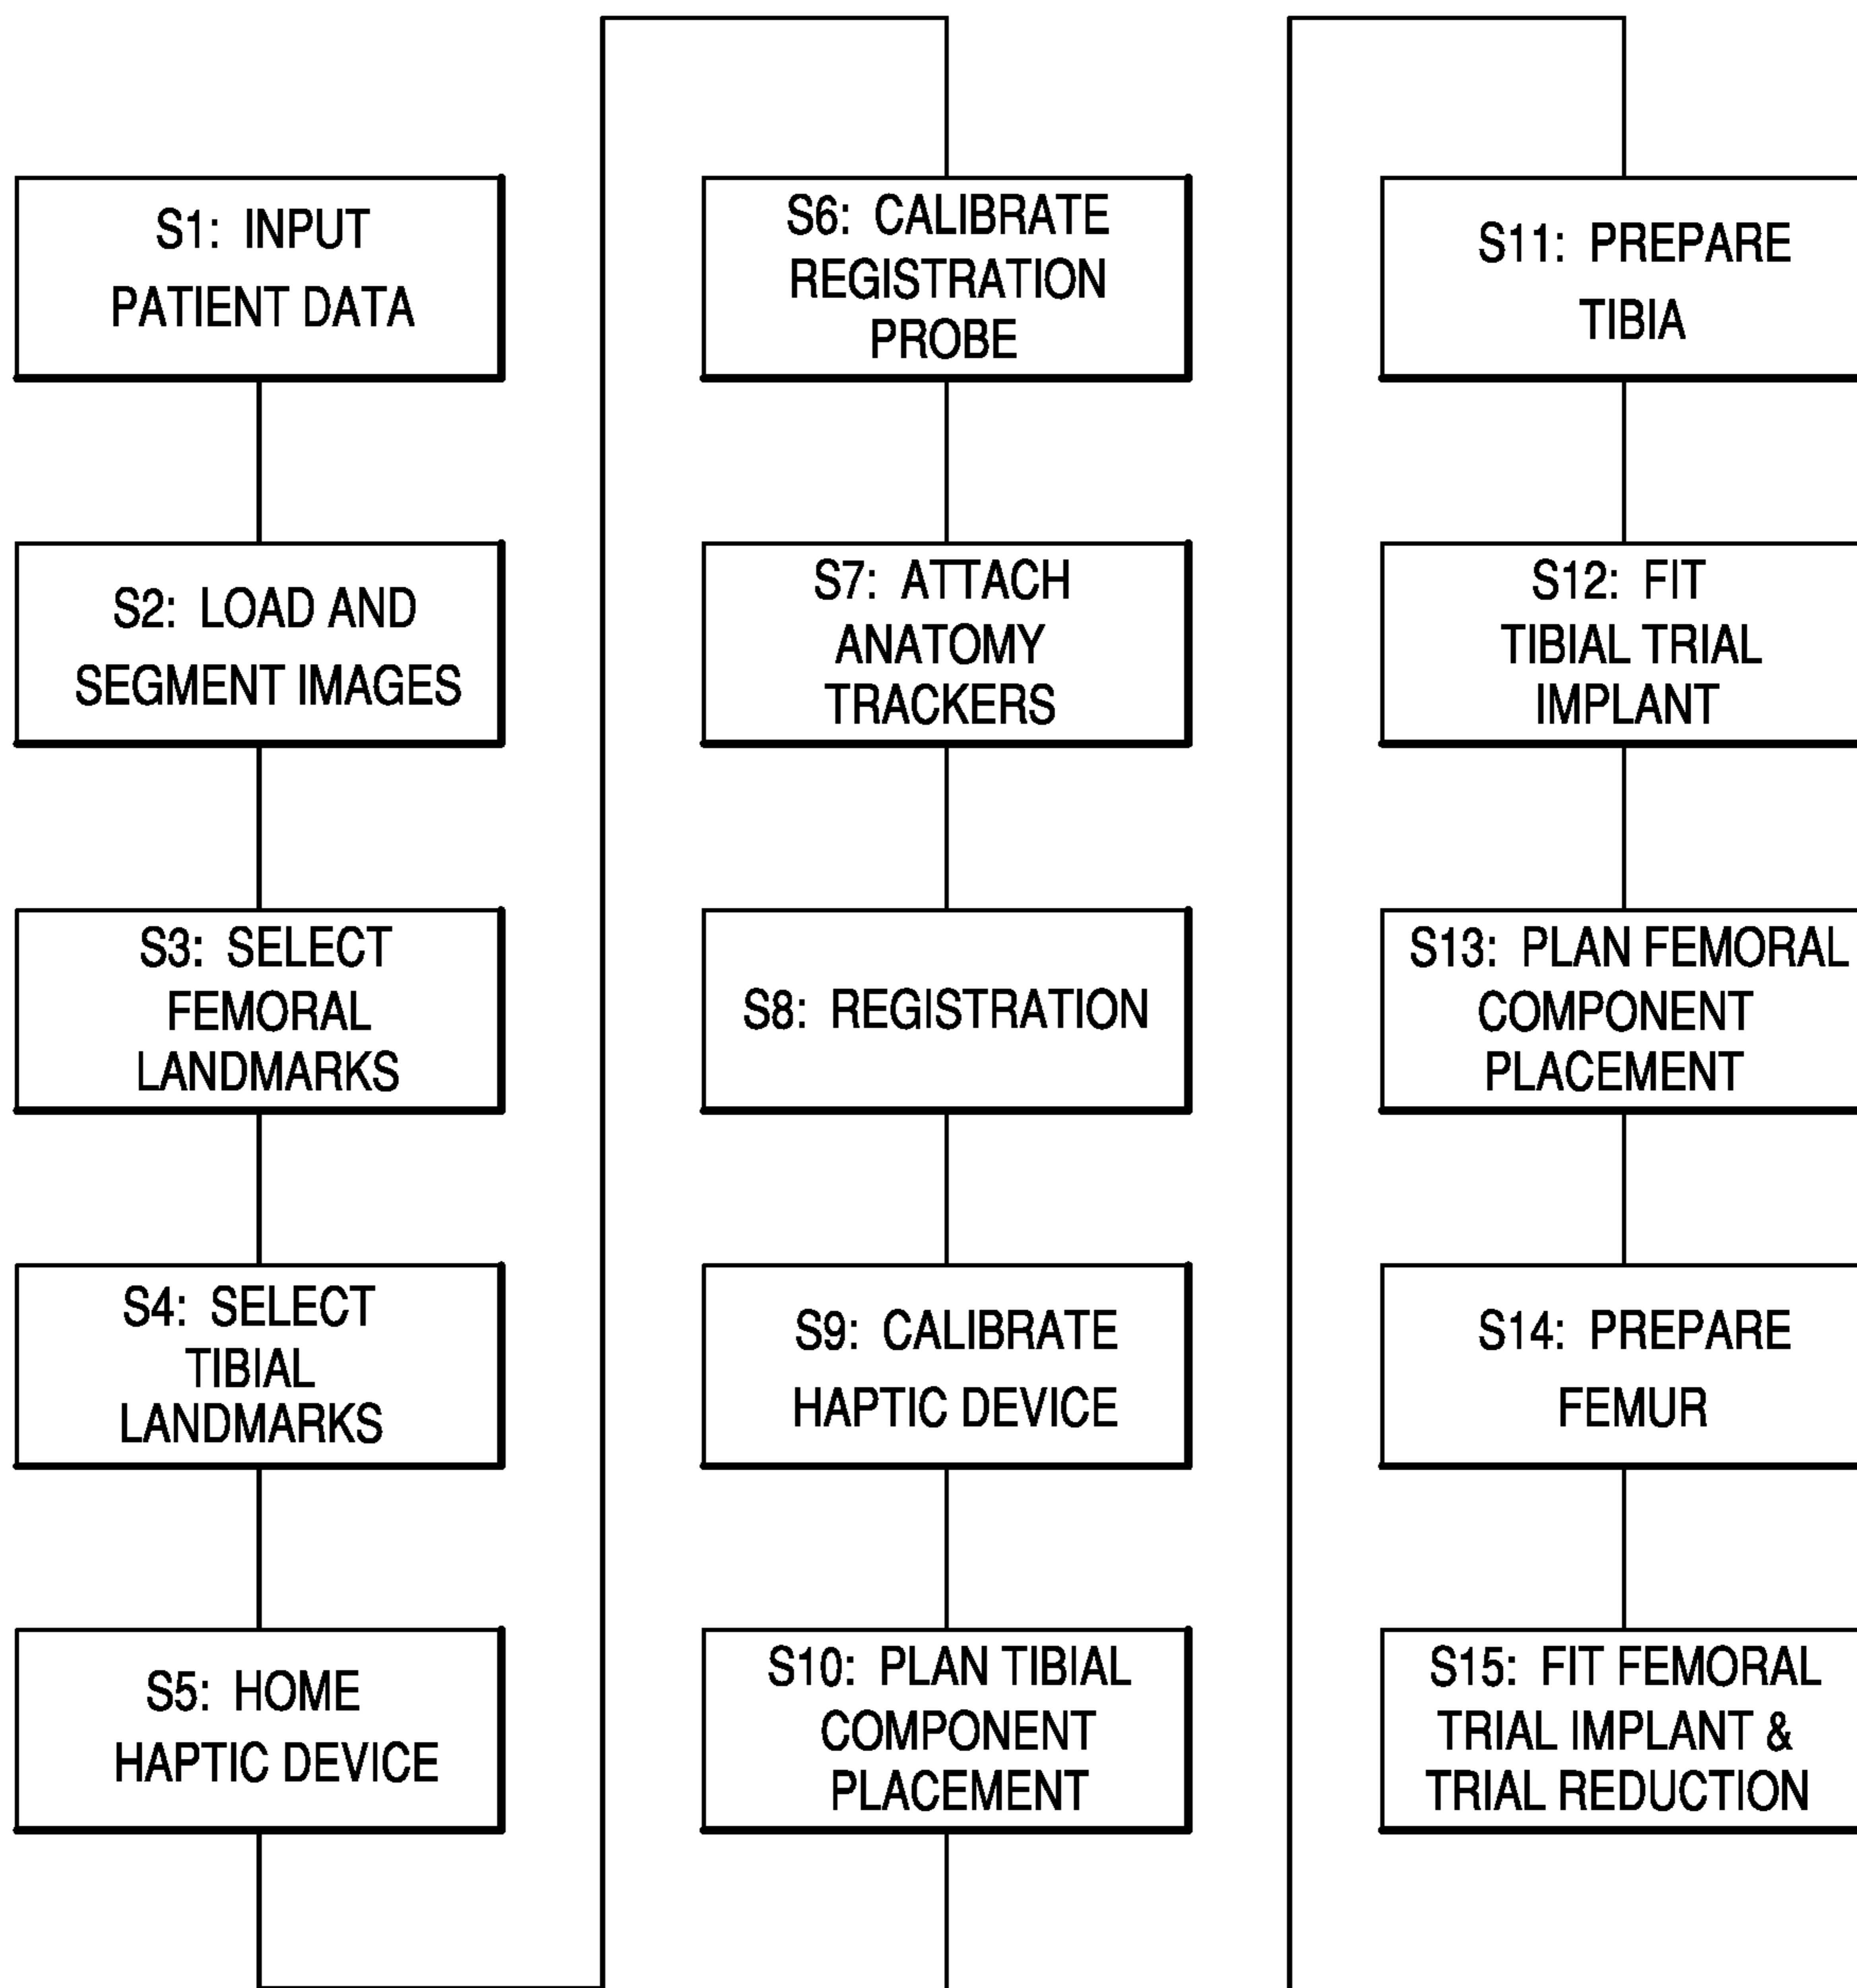 S1: INPUT
PATIENT DATA
S2: LOAD AND
SEGMENT IMAGES
S3: SELECT
FEMORAL
LANDMARKS
S4: SELECT
TIBIAL
LANDMARKS
S5: HOME
HAPTIC DEVICE
S6: CALIBRATE
REGISTRATION
PROBE
S7: ATTACH
ANATOMY
TRACKERS
S8: REGISTRATION
S9: CALIBRATE
HAPTIC DEVICE
S10: PLAN TIBIAL
COMPONENT
PLACEMENT
S11: PREPARE
TIBIA
S12: FIT
TIBIAL TRIAL
IMPLANT
S13: PLAN FEMORAL
COMPONENT
PLACEMENT
S14: PREPARE
FEMUR
S15: FIT FEMORAL
TRIAL IMPLANT &
TRIAL REDUCTION